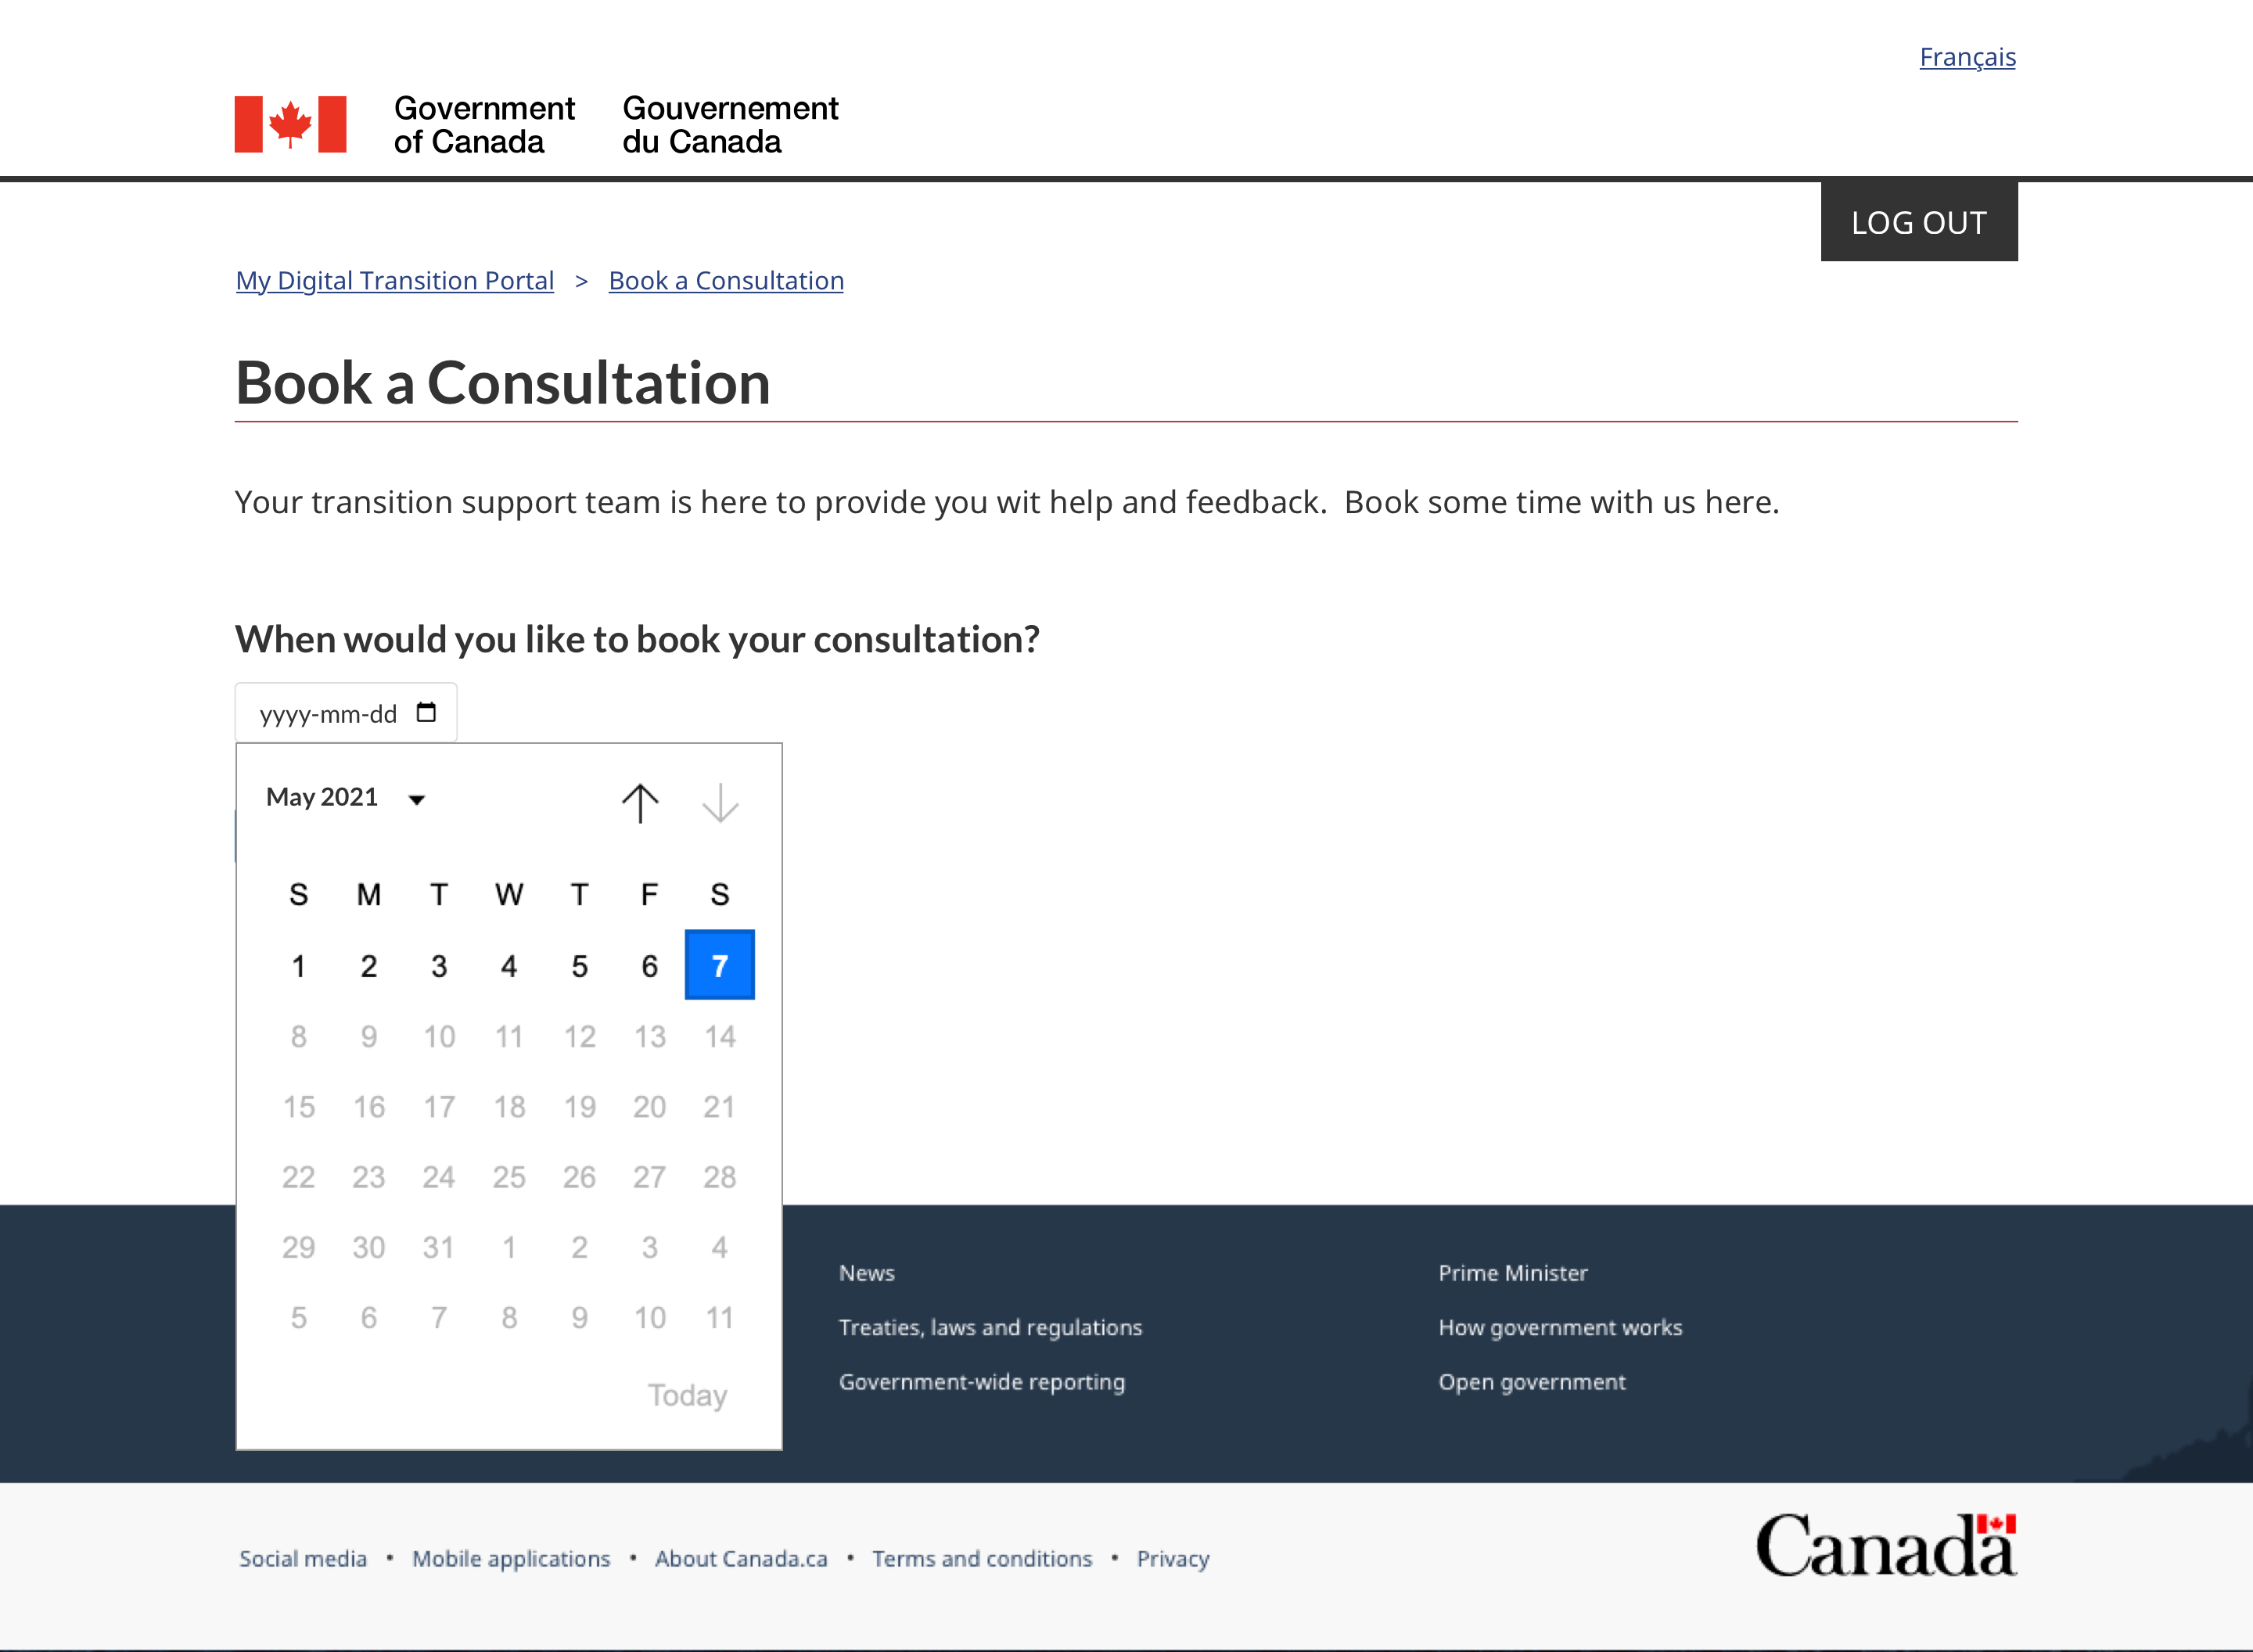 Français
Government of Canada
Gouvernement du Canada
LOG OUT
My Digital Transition Portal > Book a Consultation
Book a Consultation
Your transition support team is here to provide you wit help and feedback.  Book some time with us here.
When would you like to book your consultation?
yyyy-mm-dd
May 2021
S M T W T F S
1 2 3 4 5 6 7
8 9 10 11 12 13 14
15 16 17 18 19 20 21
22 23 24 25 26 27 28
29 30 31 1 2 3 4
5 6 7 8 9 10 11
Today
News
Treaties, laws and regulations
Government-wide reporting
Prime Minister
How government works
Open government
Social media • Mobile applications • About Canada.ca • Terms and conditions • Privacy
Canada